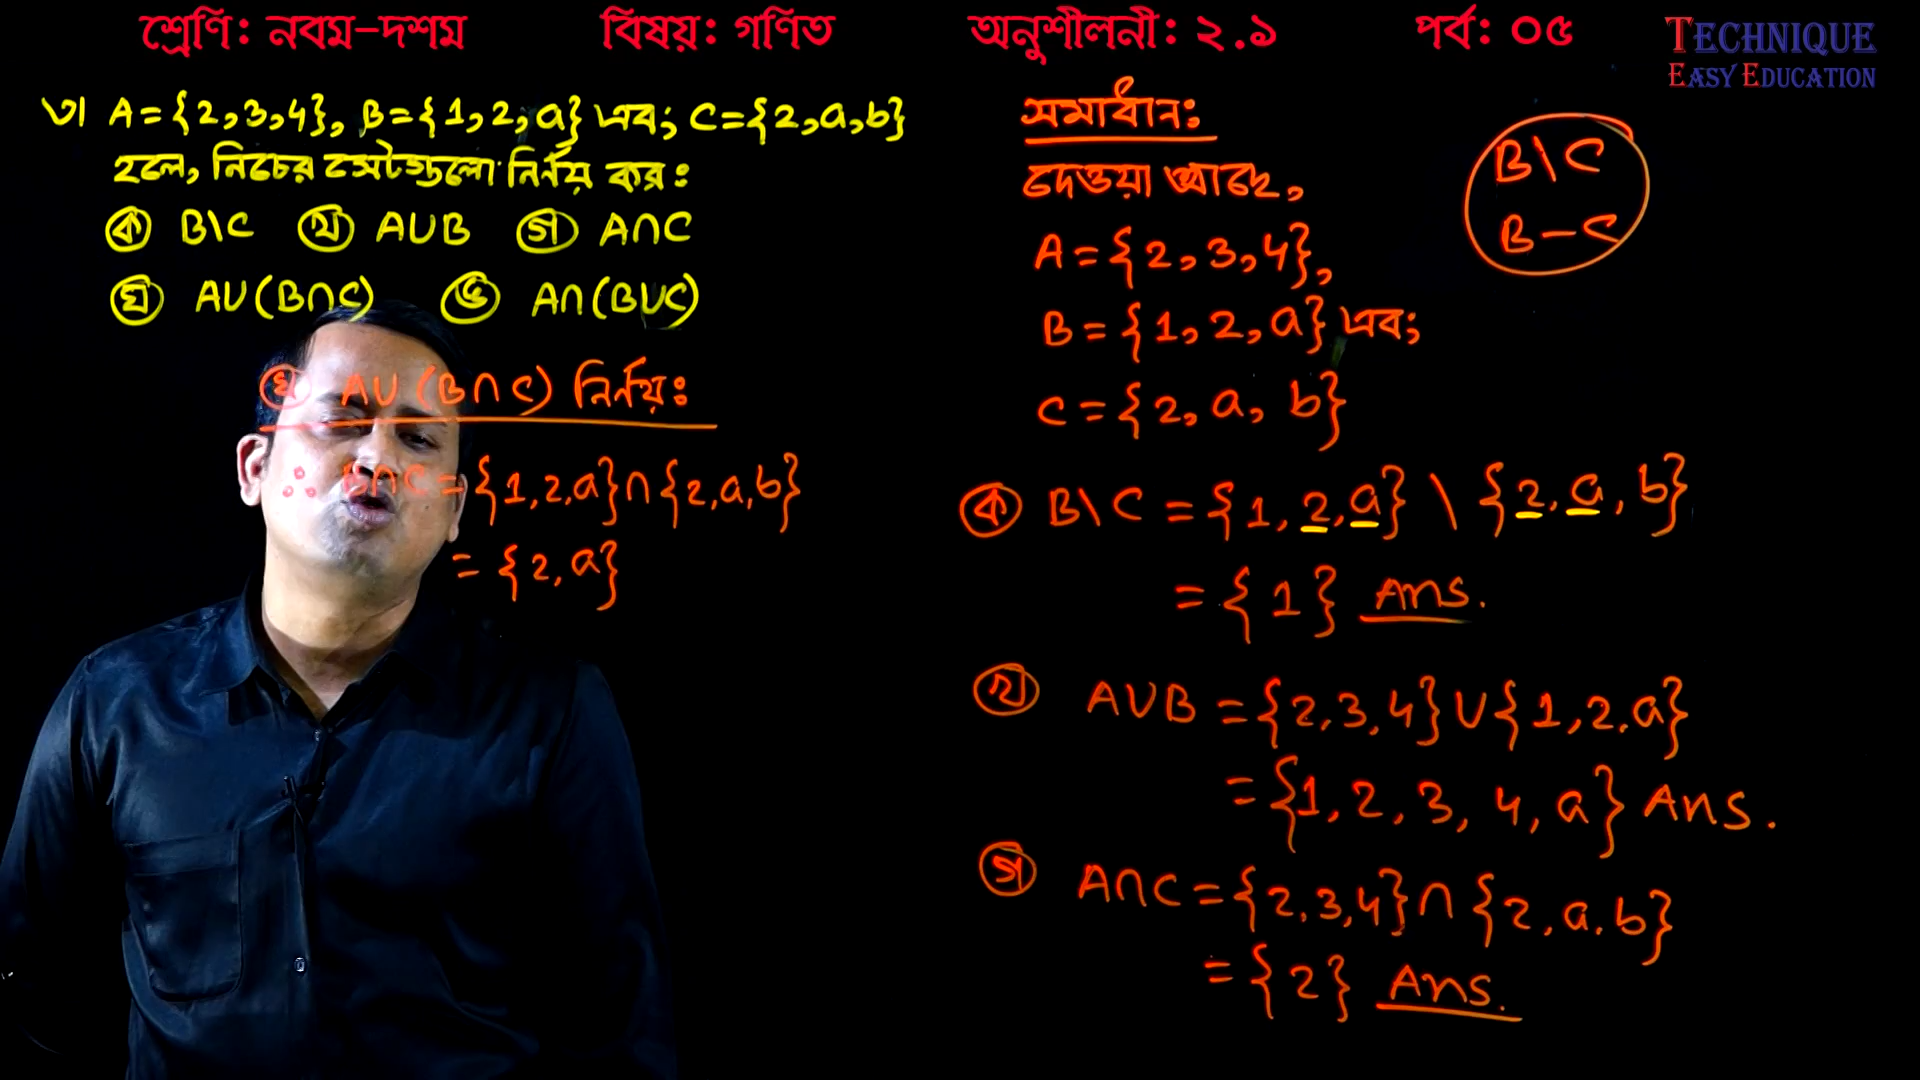 শ্রেণি: নবম-দশম বিষয়: গণিত অনুশীলনী: ২.১ পর্ব: ০৫
TECHNIQUE
EASY EDUCATION
৩। A={2,3,4}, B={1,2,a} এবং C={2,a,b}
হলে, নিচের সেটগুলো নির্ণয় কর:
ক B\C খ A∪B গ A∩C
ঘ A∪(B∩C) ঙ A∩(B∪C)
ঘ A∪(B∩C) নির্ণয়:
∴ B∩C = {1,2,a}∩{2,a,b}
= {2,a}
সমাধান:
দেওয়া আছে,
A={2,3,4},
B={1,2,a} এবং
C={2,a,b}
B\C
B-C
ক B\C = {1,2,a} \ {2,a,b}
= {1} Ans.
খ A∪B = {2,3,4}∪{1,2,a}
= {1,2,3,4,a} Ans.
গ A∩C = {2,3,4}∩{2,a,b}
= {2} Ans.